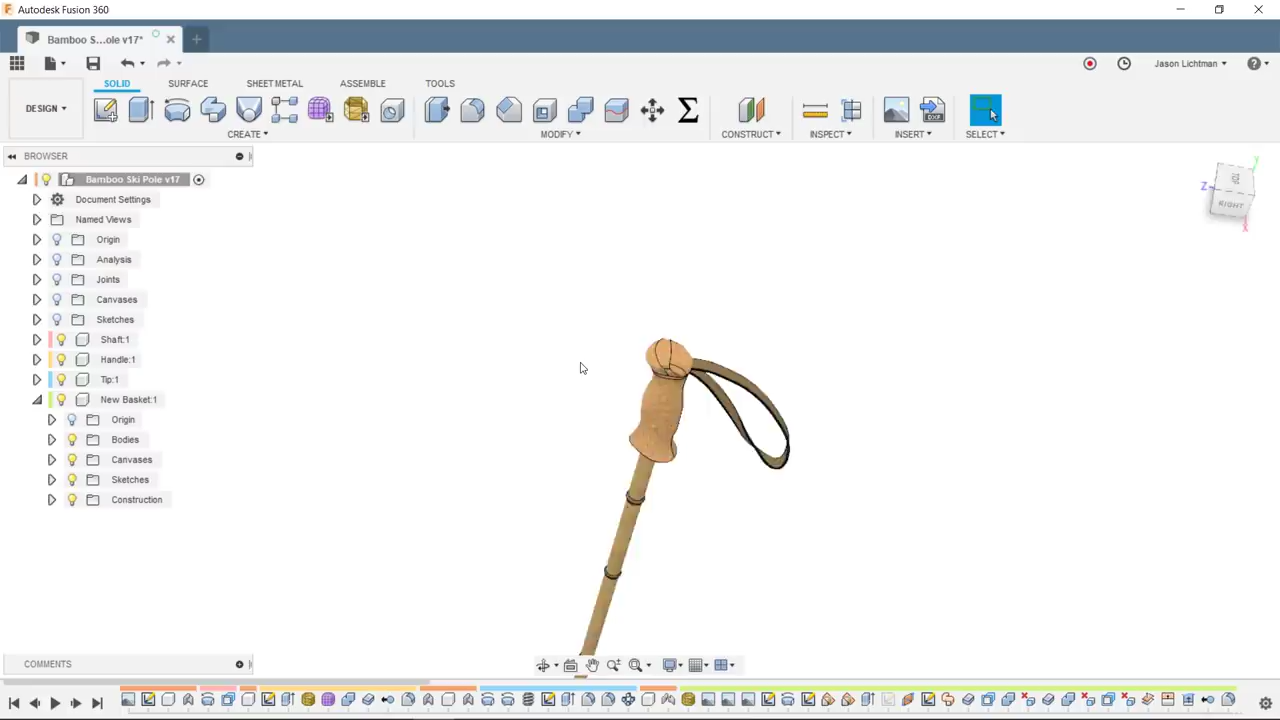 Autodesk Fusion 360
Bamboo S...ole v17*
Jason Lichtman
DESIGN
SOLID
SURFACE
SHEET METAL
ASSEMBLE
TOOLS
CREATE
MODIFY
CONSTRUCT
INSPECT
INSERT
SELECT
BROWSER
Bamboo Ski Pole v17
Document Settings
Named Views
Origin
Analysis
Joints
Canvases
Sketches
Shaft:1
Handle:1
Tip:1
New Basket:1
Origin
Bodies
Canvases
Sketches
Construction
TOP
RIGHT
Z
Y
X
COMMENTS